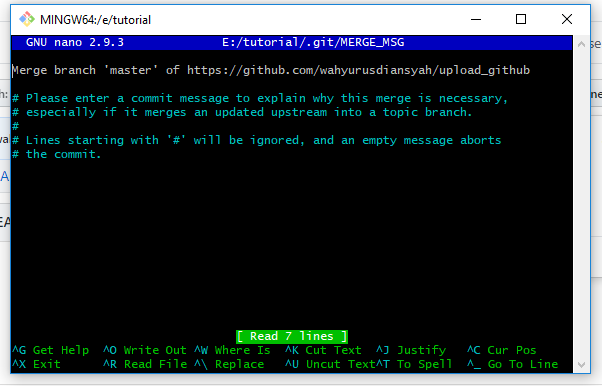 MINGW64:/e/tutorial
GNU nano 2.9.3 E:/tutorial/.git/MERGE_MSG
Merge branch 'master' of https://github.com/wahyurusdiansyah/upload_github
# Please enter a commit message to explain why this merge is necessary,
# especially if it merges an updated upstream into a topic branch.
#
# Lines starting with '#' will be ignored, and an empty message aborts
# the commit.
[ Read 7 lines ]
^G Get Help ^O Write Out ^W Where Is ^K Cut Text ^J Justify ^C Cur Pos
^X Exit ^R Read File ^\ Replace ^U Uncut Text^T To Spell ^_ Go To Line